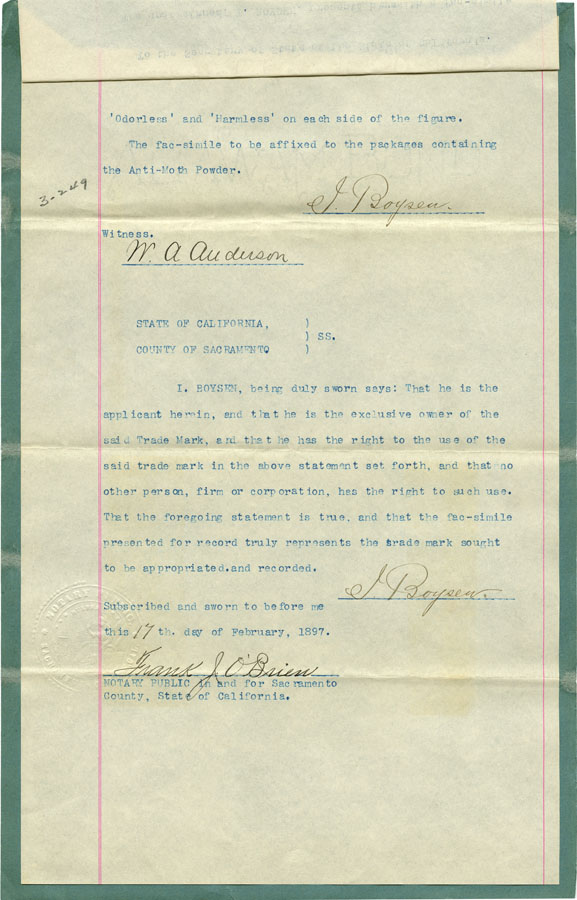 'Odorless' and 'Harmless' on each side of the figure.
The fac-simile to be affixed to the packages containing
the Anti-Moth Powder.
3-249
I. Boysen.
Witness.
W. A Anderson
STATE OF CALIFORNIA, )
) SS.
COUNTY OF SACRAMENTO )
I. BOYSEN, being duly sworn says: That he is the
applicant herein, and that he is the exclusive owner of the
said Trade Mark, and that he has the right to the use of the
said trade mark in the above statement set forth, and that no
other person, firm or corporation, has the right to such use.
That the foregoing statement is true, and that the fac-simile
presented for record truly represents the trade mark sought
to be appropriated.and recorded.
I Boysen.
Subscribed and sworn to before me
this 17 th. day of February, 1897.
Frank J. O'Brien
NOTARY PUBLIC in and for Sacramento
County, State of California.
NOTARY